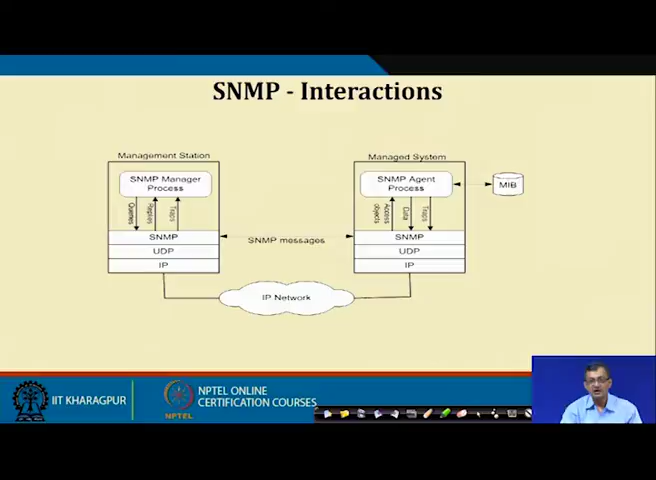 SNMP - Interactions
Management Station
Managed System
SNMP Manager
Process
SNMP Agent
Process
MIB
Queries
Replies
Traps
Access
objects
Data
Traps
SNMP
SNMP messages
SNMP
UDP
UDP
IP
IP
IP Network
IIT KHARAGPUR
NPTEL
NPTEL ONLINE
CERTIFICATION COURSES